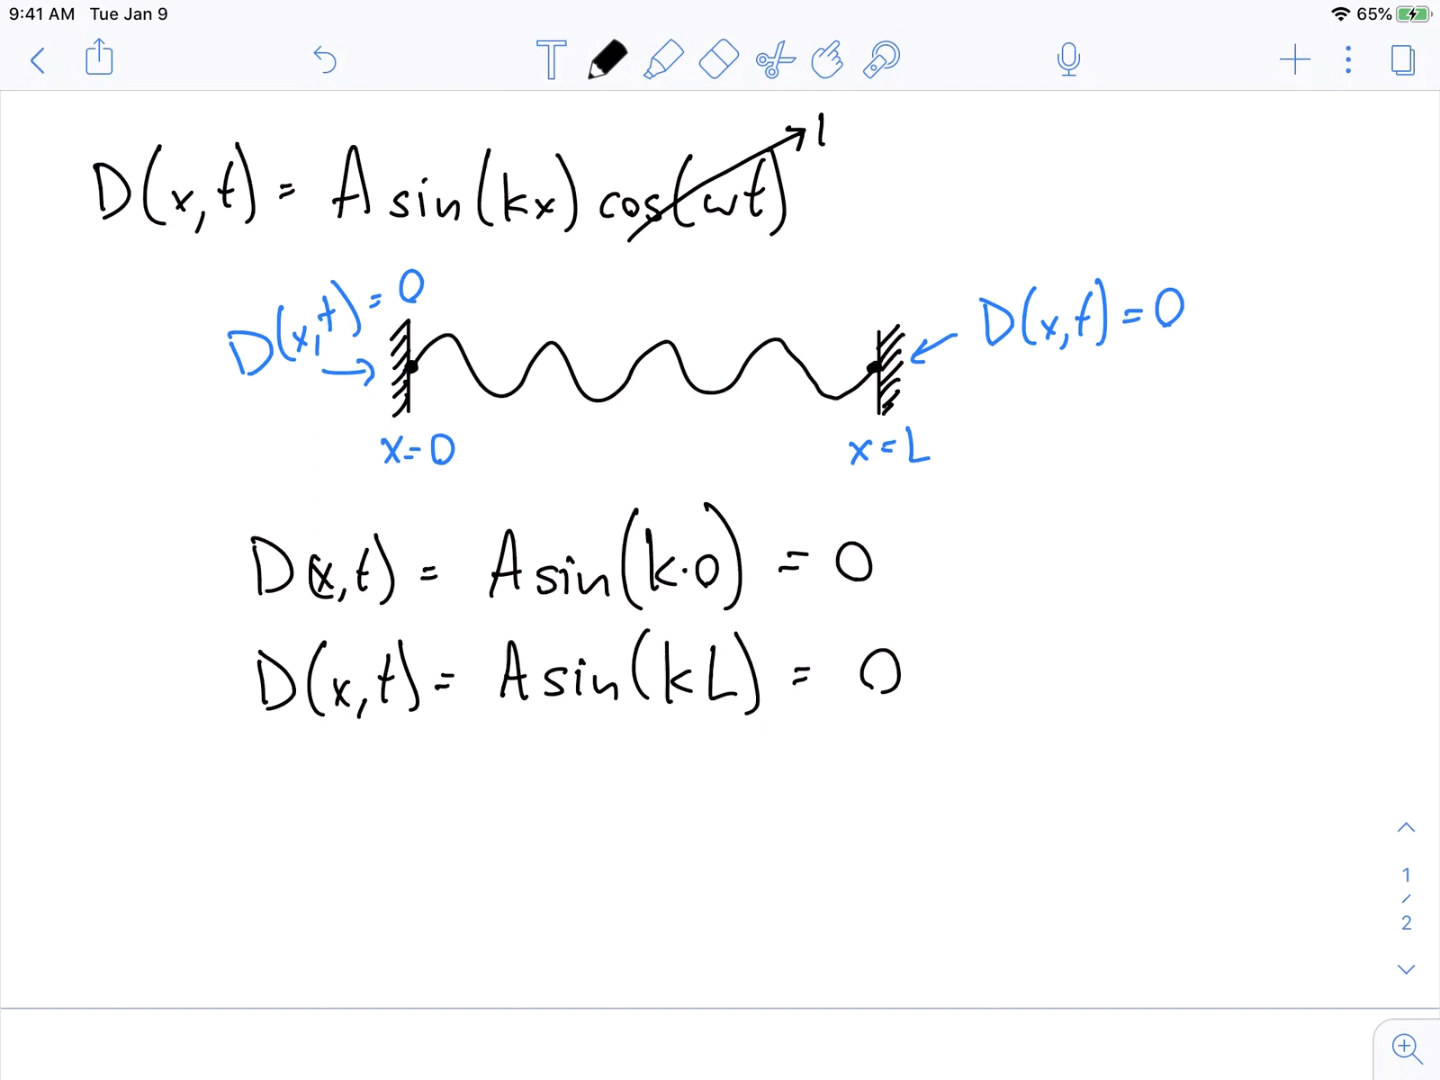 9:41 AM Tue Jan 9 65%
D(x,t) = A sin(kx) cos(ωt) 1
D(x,t) = 0
D(x,t) = 0
x=0
x=L
D(x,t) = A sin(k·0) = 0
D(x,t) = A sin(kL) = 0
1
/
2